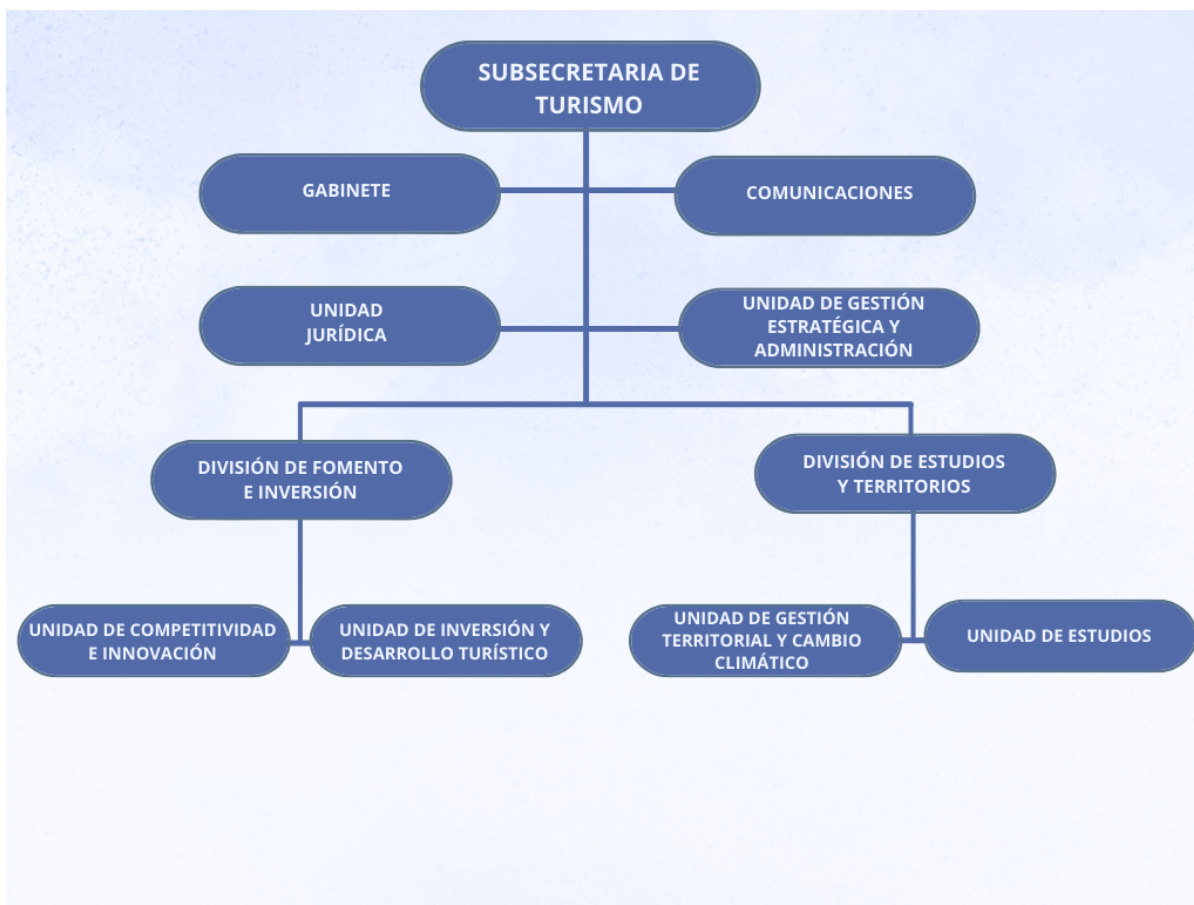 SUBSECRETARIA DE
TURISMO
GABINETE
COMUNICACIONES
UNIDAD
JURÍDICA
UNIDAD DE GESTIÓN
ESTRATÉGICA Y
ADMINISTRACIÓN
DIVISIÓN DE FOMENTO
E INVERSIÓN
DIVISIÓN DE ESTUDIOS
Y TERRITORIOS
UNIDAD DE COMPETITIVIDAD
E INNOVACIÓN
UNIDAD DE INVERSIÓN Y
DESARROLLO TURÍSTICO
UNIDAD DE GESTIÓN
TERRITORIAL Y CAMBIO
CLIMÁTICO
UNIDAD DE ESTUDIOS